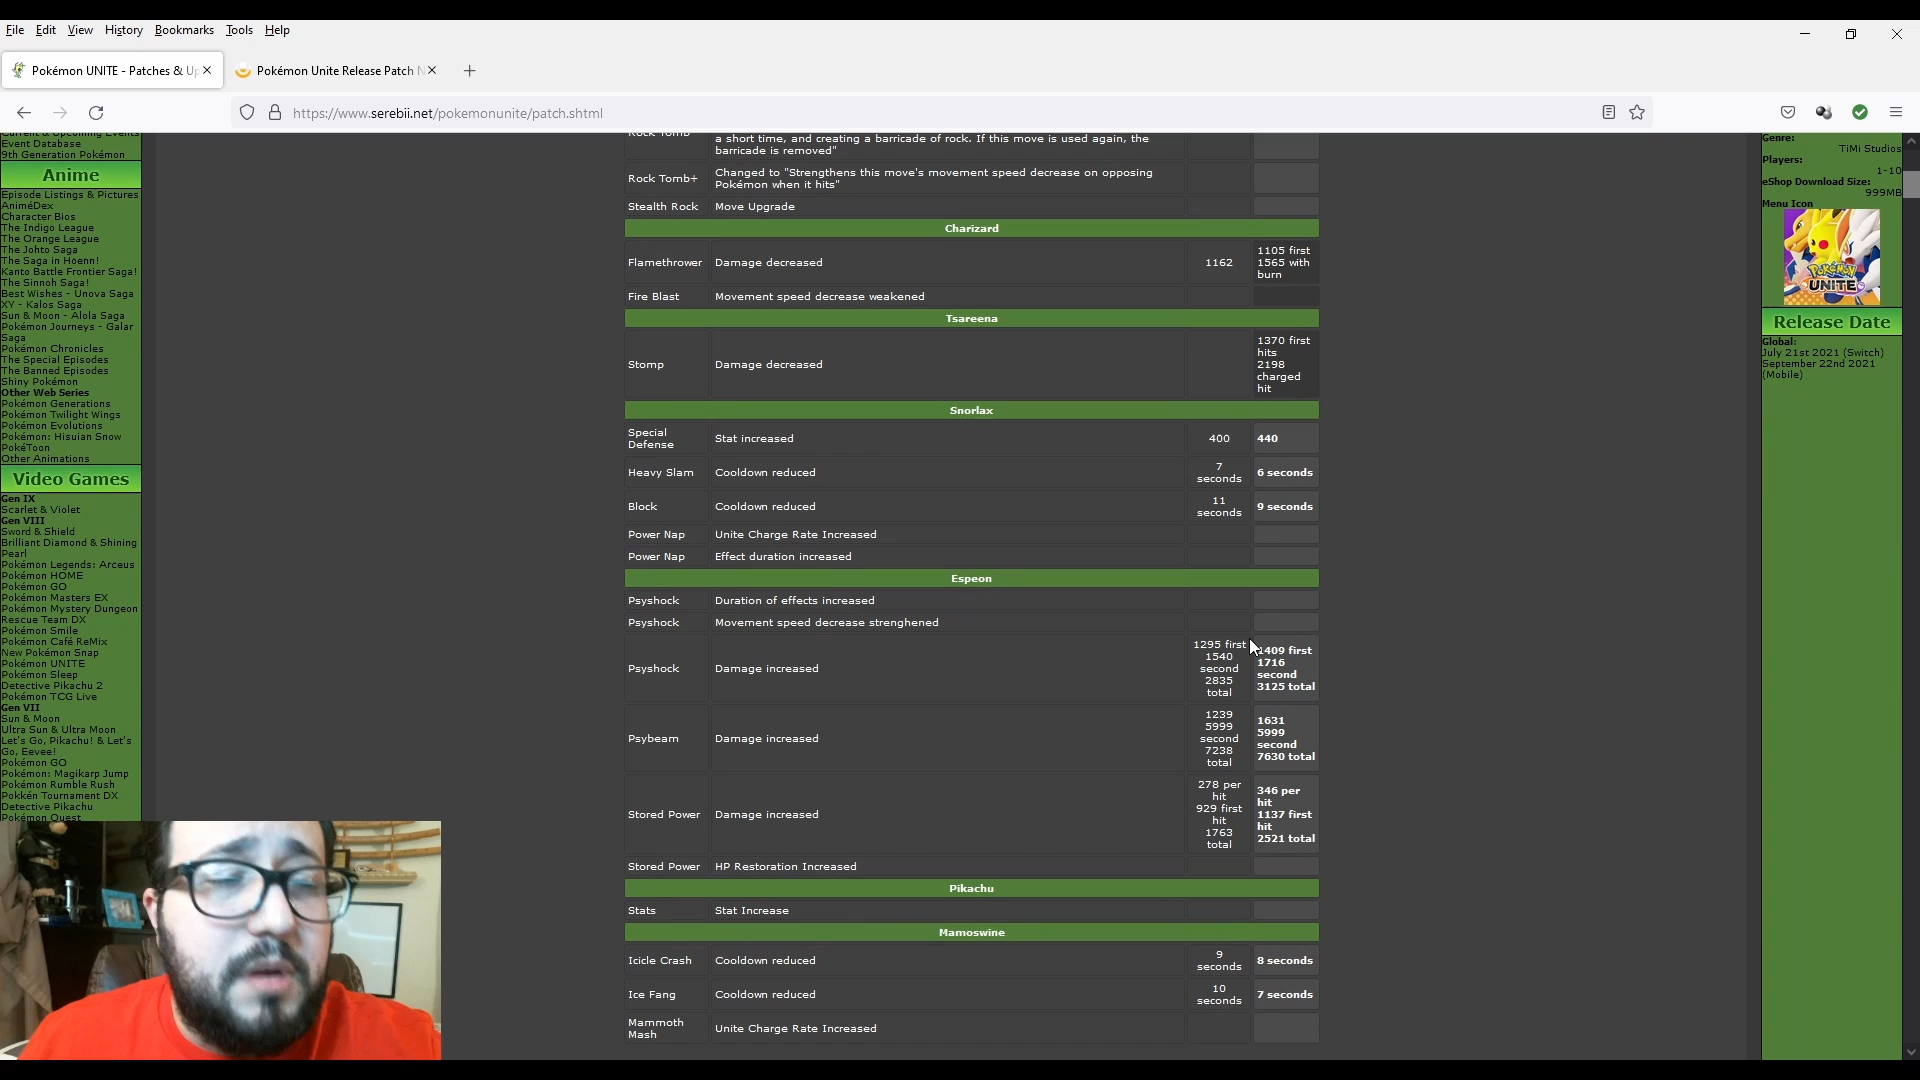 File Edit View History Bookmarks Tools Help
Pokémon UNITE - Patches & Up
Pokémon Unite Release Patch N
https://www.serebii.net/pokemonunite/patch.shtml
Current & Upcoming Events
Event Database
9th Generation Pokémon
Anime
Episode Listings & Pictures
AniméDex
Character Bios
The Indigo League
The Orange League
The Johto Saga
The Saga in Hoenn!
Kanto Battle Frontier Saga!
The Sinnoh Saga!
Best Wishes - Unova Saga
XY - Kalos Saga
Sun & Moon - Alola Saga
Pokémon Journeys - Galar
Saga
Pokémon Chronicles
The Special Episodes
The Banned Episodes
Shiny Pokémon
Other Web Series
Pokémon Generations
Pokémon Twilight Wings
Pokémon Evolutions
Pokémon: Hisuian Snow
PokéToon
Other Animations
Video Games
Gen IX
Scarlet & Violet
Gen VIII
Sword & Shield
Brilliant Diamond & Shining
Pearl
Pokémon Legends: Arceus
Pokémon HOME
Pokémon GO
Pokémon Masters EX
Pokémon Mystery Dungeon
Rescue Team DX
Pokémon Smile
Pokémon Café ReMix
New Pokémon Snap
Pokémon UNITE
Pokémon Sleep
Detective Pikachu 2
Pokémon TCG Live
Gen VII
Sun & Moon
Ultra Sun & Ultra Moon
Let's Go, Pikachu! & Let's
Go, Eevee!
Pokémon GO
Pokémon: Magikarp Jump
Pokémon Rumble Rush
Pokkén Tournament DX
Detective Pikachu
Pokémon Quest
Rock Tomb
a short time, and creating a barricade of rock. If this move is used again, the
barricade is removed"
Rock Tomb+
Changed to "Strengthens this move's movement speed decrease on opposing
Pokémon when it hits"
Stealth Rock Move Upgrade
Charizard
Flamethrower Damage decreased 1162
1105 first
1565 with
burn
Fire Blast Movement speed decrease weakened
Tsareena
Stomp Damage decreased
1370 first
hits
2198
charged
hit
Snorlax
Special
Defense
Stat increased 400 440
Heavy Slam Cooldown reduced
7
seconds
6 seconds
Block Cooldown reduced
11
seconds
9 seconds
Power Nap Unite Charge Rate Increased
Power Nap Effect duration increased
Espeon
Psyshock Duration of effects increased
Psyshock Movement speed decrease strenghened
Psyshock Damage increased
1295 first
1540
second
2835
total
1409 first
1716
second
3125 total
Psybeam Damage increased
1239
5999
second
7238
total
1631
5999
second
7630 total
Stored Power Damage increased
278 per
hit
929 first
hit
1763
total
346 per
hit
1137 first
hit
2521 total
Stored Power HP Restoration Increased
Pikachu
Stats Stat Increase
Mamoswine
Icicle Crash Cooldown reduced
9
seconds
8 seconds
Ice Fang Cooldown reduced
10
seconds
7 seconds
Mammoth
Mash
Unite Charge Rate Increased
Genre:
TiMi Studios
Players:
1-10
eShop Download Size:
999MB
Menu Icon
POKÉMON
UNITE
Release Date
Global:
July 21st 2021 (Switch)
September 22nd 2021
(Mobile)